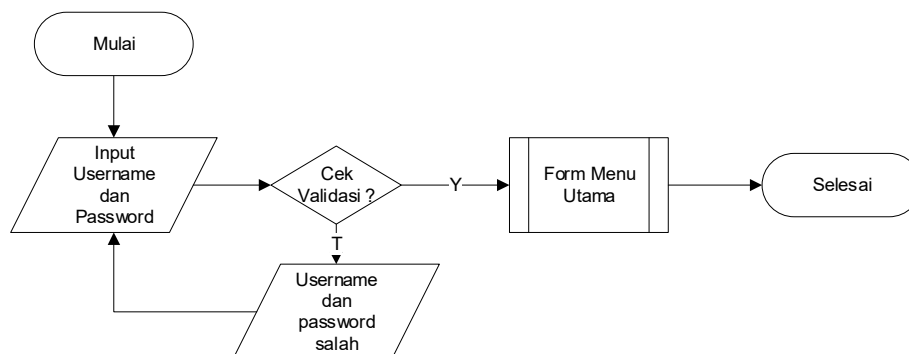 Mulai
Input
Username
dan
Password
Cek
Validasi ?
Y
Form Menu
Utama
Selesai
T
Username
dan
password
salah